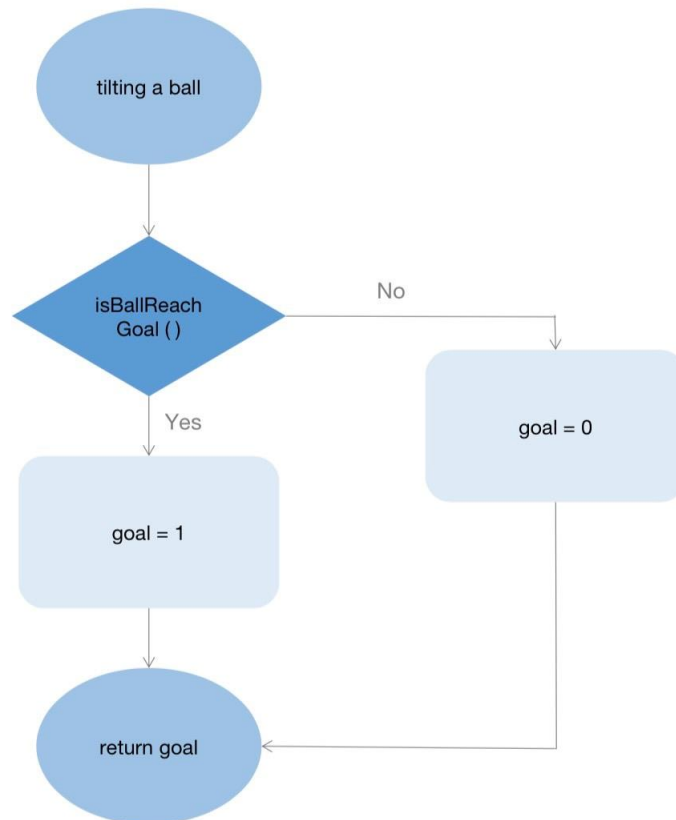 tilting a ball
isBallReach
Goal ( )
No
Yes
goal = 0
goal = 1
return goal